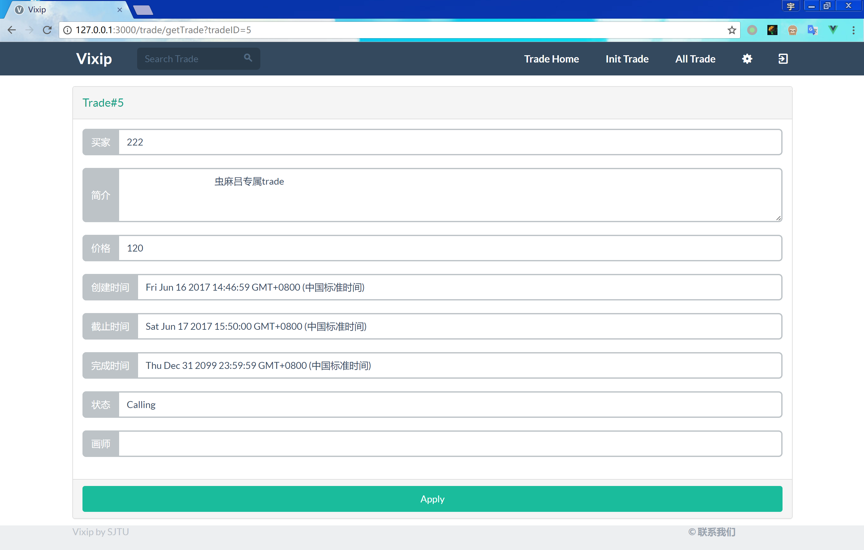 Vixip
宇
127.0.0.1:3000/trade/getTrade?tradeID=5
Vixip
Search Trade
Trade Home
Init Trade
All Trade
Trade#5
买家
222
简介
虫麻吕专属trade
价格
120
创建时间
Fri Jun 16 2017 14:46:59 GMT+0800 (中国标准时间)
截止时间
Sat Jun 17 2017 15:50:00 GMT+0800 (中国标准时间)
完成时间
Thu Dec 31 2099 23:59:59 GMT+0800 (中国标准时间)
状态
Calling
画师
Apply
Vixip by SJTU
© 联系我们